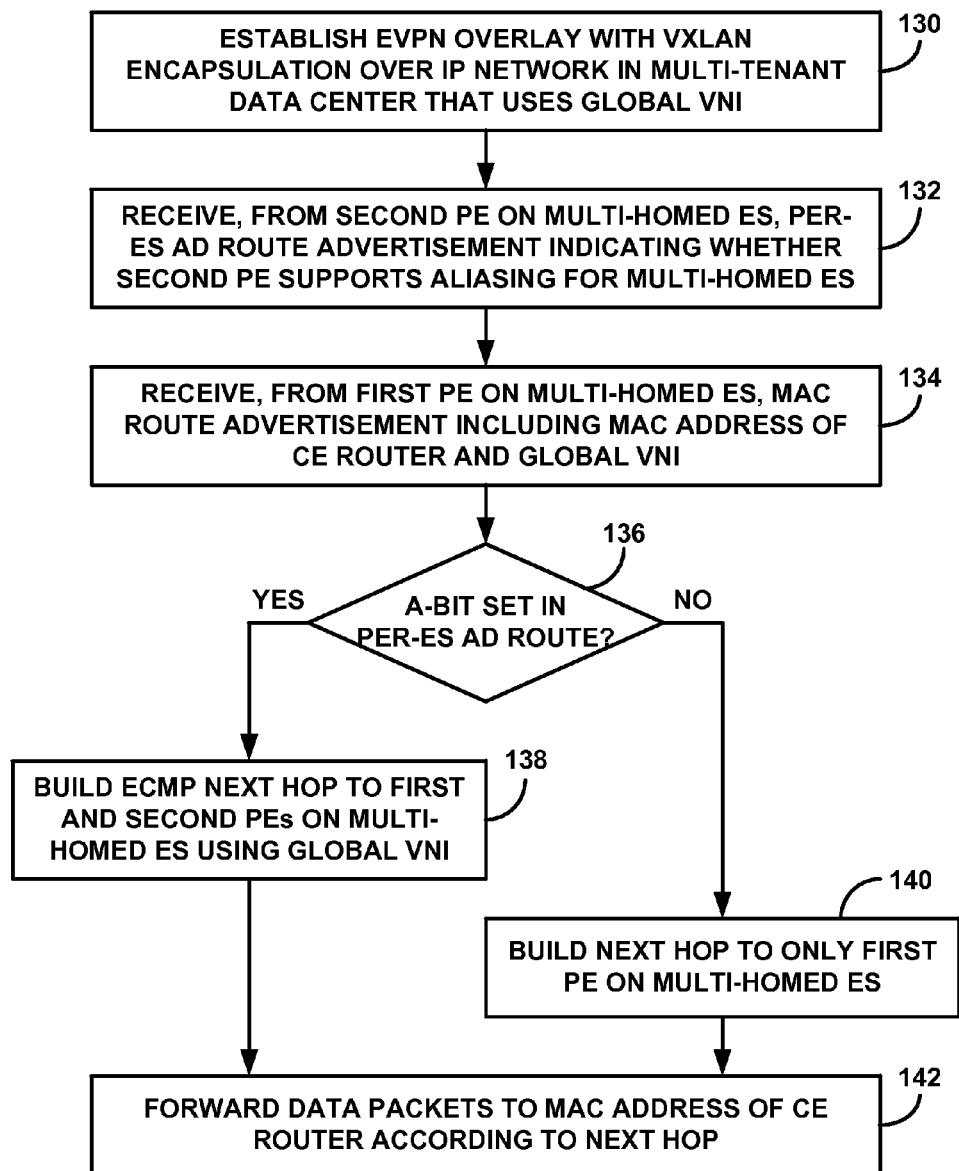 ESTABLISH EVPN OVERLAY WITH VXLAN
ENCAPSULATION OVER IP NETWORK IN MULTI-TENANT
DATA CENTER THAT USES GLOBAL VNI
130
RECEIVE, FROM SECOND PE ON MULTI-HOMED ES, PER-
ES AD ROUTE ADVERTISEMENT INDICATING WHETHER
SECOND PE SUPPORTS ALIASING FOR MULTI-HOMED ES
132
RECEIVE, FROM FIRST PE ON MULTI-HOMED ES, MAC
ROUTE ADVERTISEMENT INCLUDING MAC ADDRESS OF
CE ROUTER AND GLOBAL VNI
134
136
YES
A-BIT SET IN
PER-ES AD ROUTE?
NO
BUILD ECMP NEXT HOP TO FIRST
AND SECOND PEs ON MULTI-
HOMED ES USING GLOBAL VNI
138
140
BUILD NEXT HOP TO ONLY FIRST
PE ON MULTI-HOMED ES
142
FORWARD DATA PACKETS TO MAC ADDRESS OF CE
ROUTER ACCORDING TO NEXT HOP